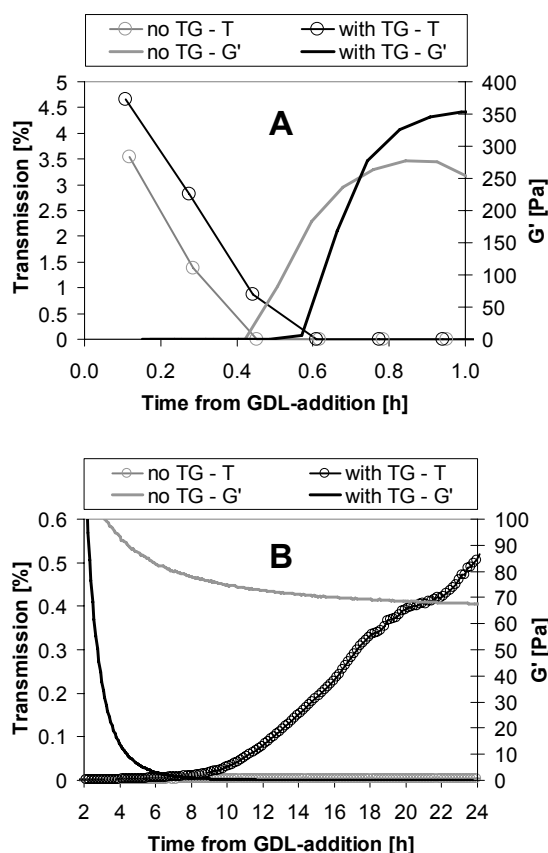 no TG - T with TG - T
no TG - G' with TG - G'
5 400
4.5 350
4
3.5 300
3 250
2.5 200
2
1.5 150
1 100
0.5 50
0 0
Transmission [%]
A
G' [Pa]
0.0 0.2 0.4 0.6 0.8 1.0
Time from GDL-addition [h]
no TG - T with TG - T
no TG - G' with TG - G'
0.6 100
90
0.5 80
70
0.4 60
0.3 50
40
0.2 30
0.1 20
10
0 0
Transmission [%]
B
G' [Pa]
2 4 6 8 10 12 14 16 18 20 22 24
Time from GDL-addition [h]